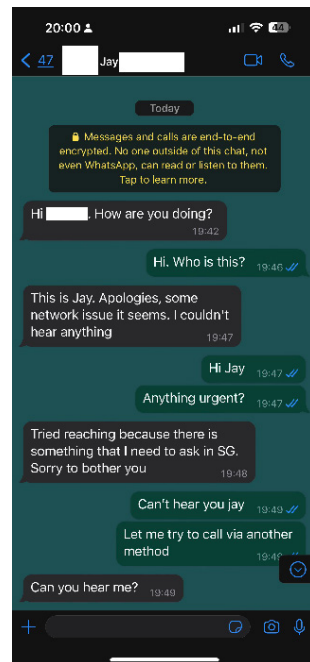 20:00
44
47
Jay
Today
Messages and calls are end-to-end
encrypted. No one outside of this chat, not
even WhatsApp, can read or listen to them.
Tap to learn more.
Hi . How are you doing?
19:42
Hi. Who is this? 19:46
This is Jay. Apologies, some
network issue it seems. I couldn't
hear anything
19:47
Hi Jay 19:47
Anything urgent? 19:47
Tried reaching because there is
something that I need to ask in SG.
Sorry to bother you
19:48
Can't hear you jay 19:49
Let me try to call via another
method
19:49
Can you hear me? 19:49